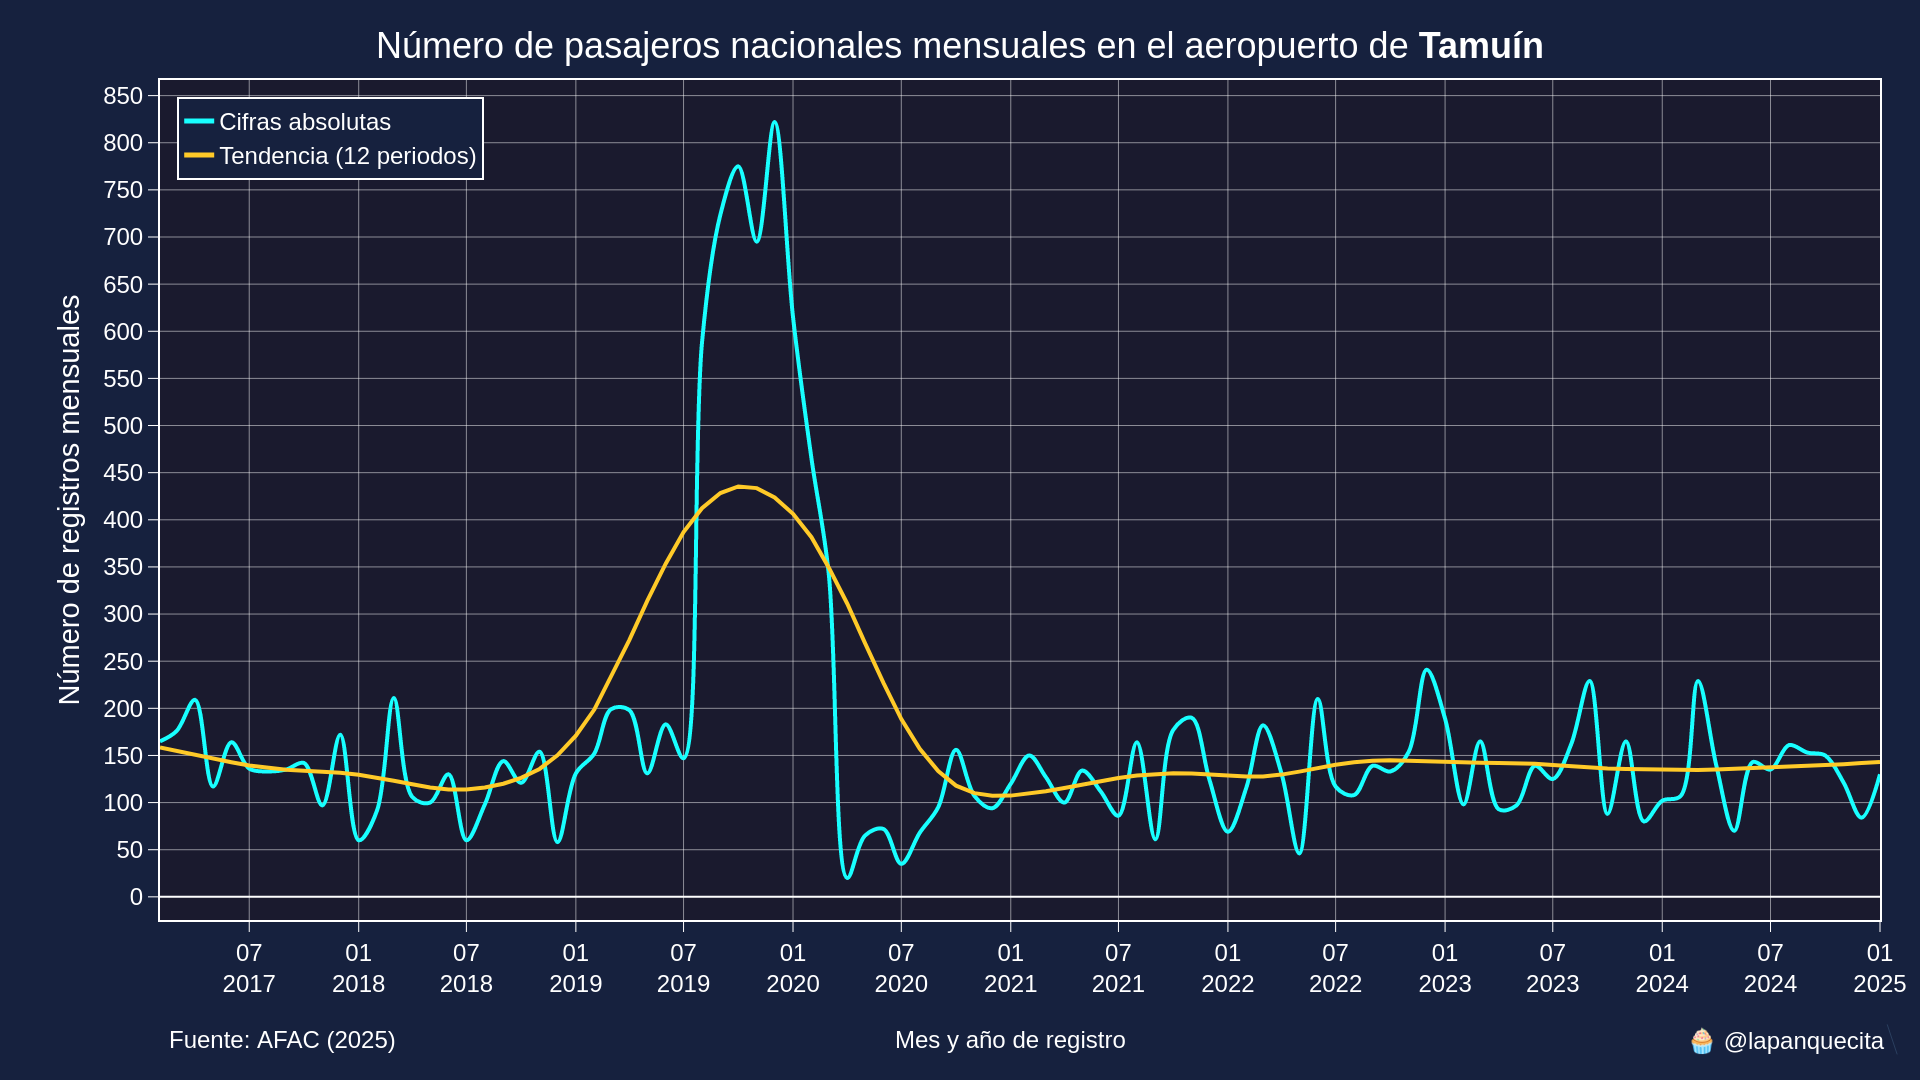 Número de pasajeros nacionales mensuales en el aeropuerto de Tamuín
Cifras absolutas
Tendencia (12 periodos)
Número de registros mensuales
850
800
750
700
650
600
550
500
450
400
350
300
250
200
150
100
50
0
07 01 07 01 07 01 07 01 07 01 07 01 07 01 07 01
2017 2018 2018 2019 2019 2020 2020 2021 2021 2022 2022 2023 2023 2024 2024 2025
Fuente: AFAC (2025)
Mes y año de registro
🧁 @lapanquecita